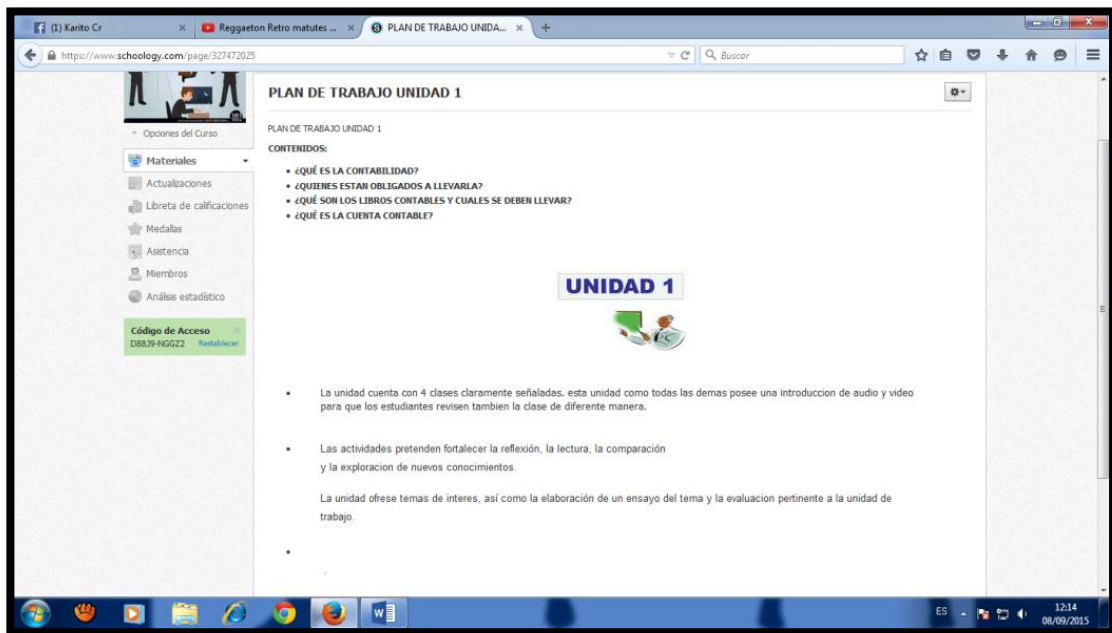 (1) Karito Cr
Reggaeton Retro matutes ...
PLAN DE TRABAJO UNIDA...
https://www.schoology.com/page/327472025
Buscar
PLAN DE TRABAJO UNIDAD 1
Opciones del Curso
PLAN DE TRABAJO UNIDAD 1
CONTENIDOS:
Materiales
Actualizaciones
Libreta de calificaciones
Medallas
Asistencia
Miembros
Análisis estadístico
Código de Acceso
D88J9-NGGZ2 Restablecer
• ¿QUÉ ES LA CONTABILIDAD?
• ¿QUIENES ESTAN OBLIGADOS A LLEVARLA?
• ¿QUÉ SON LOS LIBROS CONTABLES Y CUALES SE DEBEN LLEVAR?
• ¿QUÉ ES LA CUENTA CONTABLE?
UNIDAD 1
• La unidad cuenta con 4 clases claramente señaladas. esta unidad como todas las demas posee una introduccion de audio y video
para que los estudiantes revisen tambien la clase de diferente manera.
• Las actividades pretenden fortalecer la reflexión, la lectura, la comparación
y la exploracion de nuevos conocimientos.
La unidad ofrese temas de interes, así como la elaboración de un ensayo del tema y la evaluacion pertinente a la unidad de
trabajo.
•
.
ES
12:14
08/09/2015